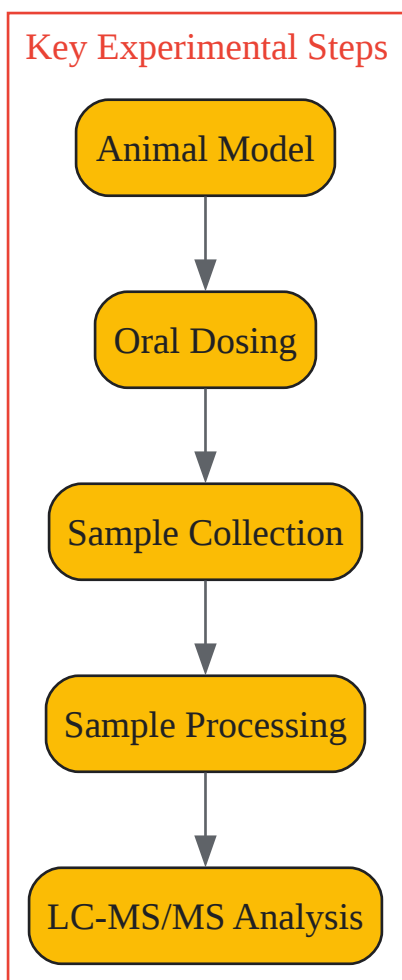 Key Experimental Steps
Animal Model
Oral Dosing
Sample Collection
Sample Processing
LC-MS/MS Analysis